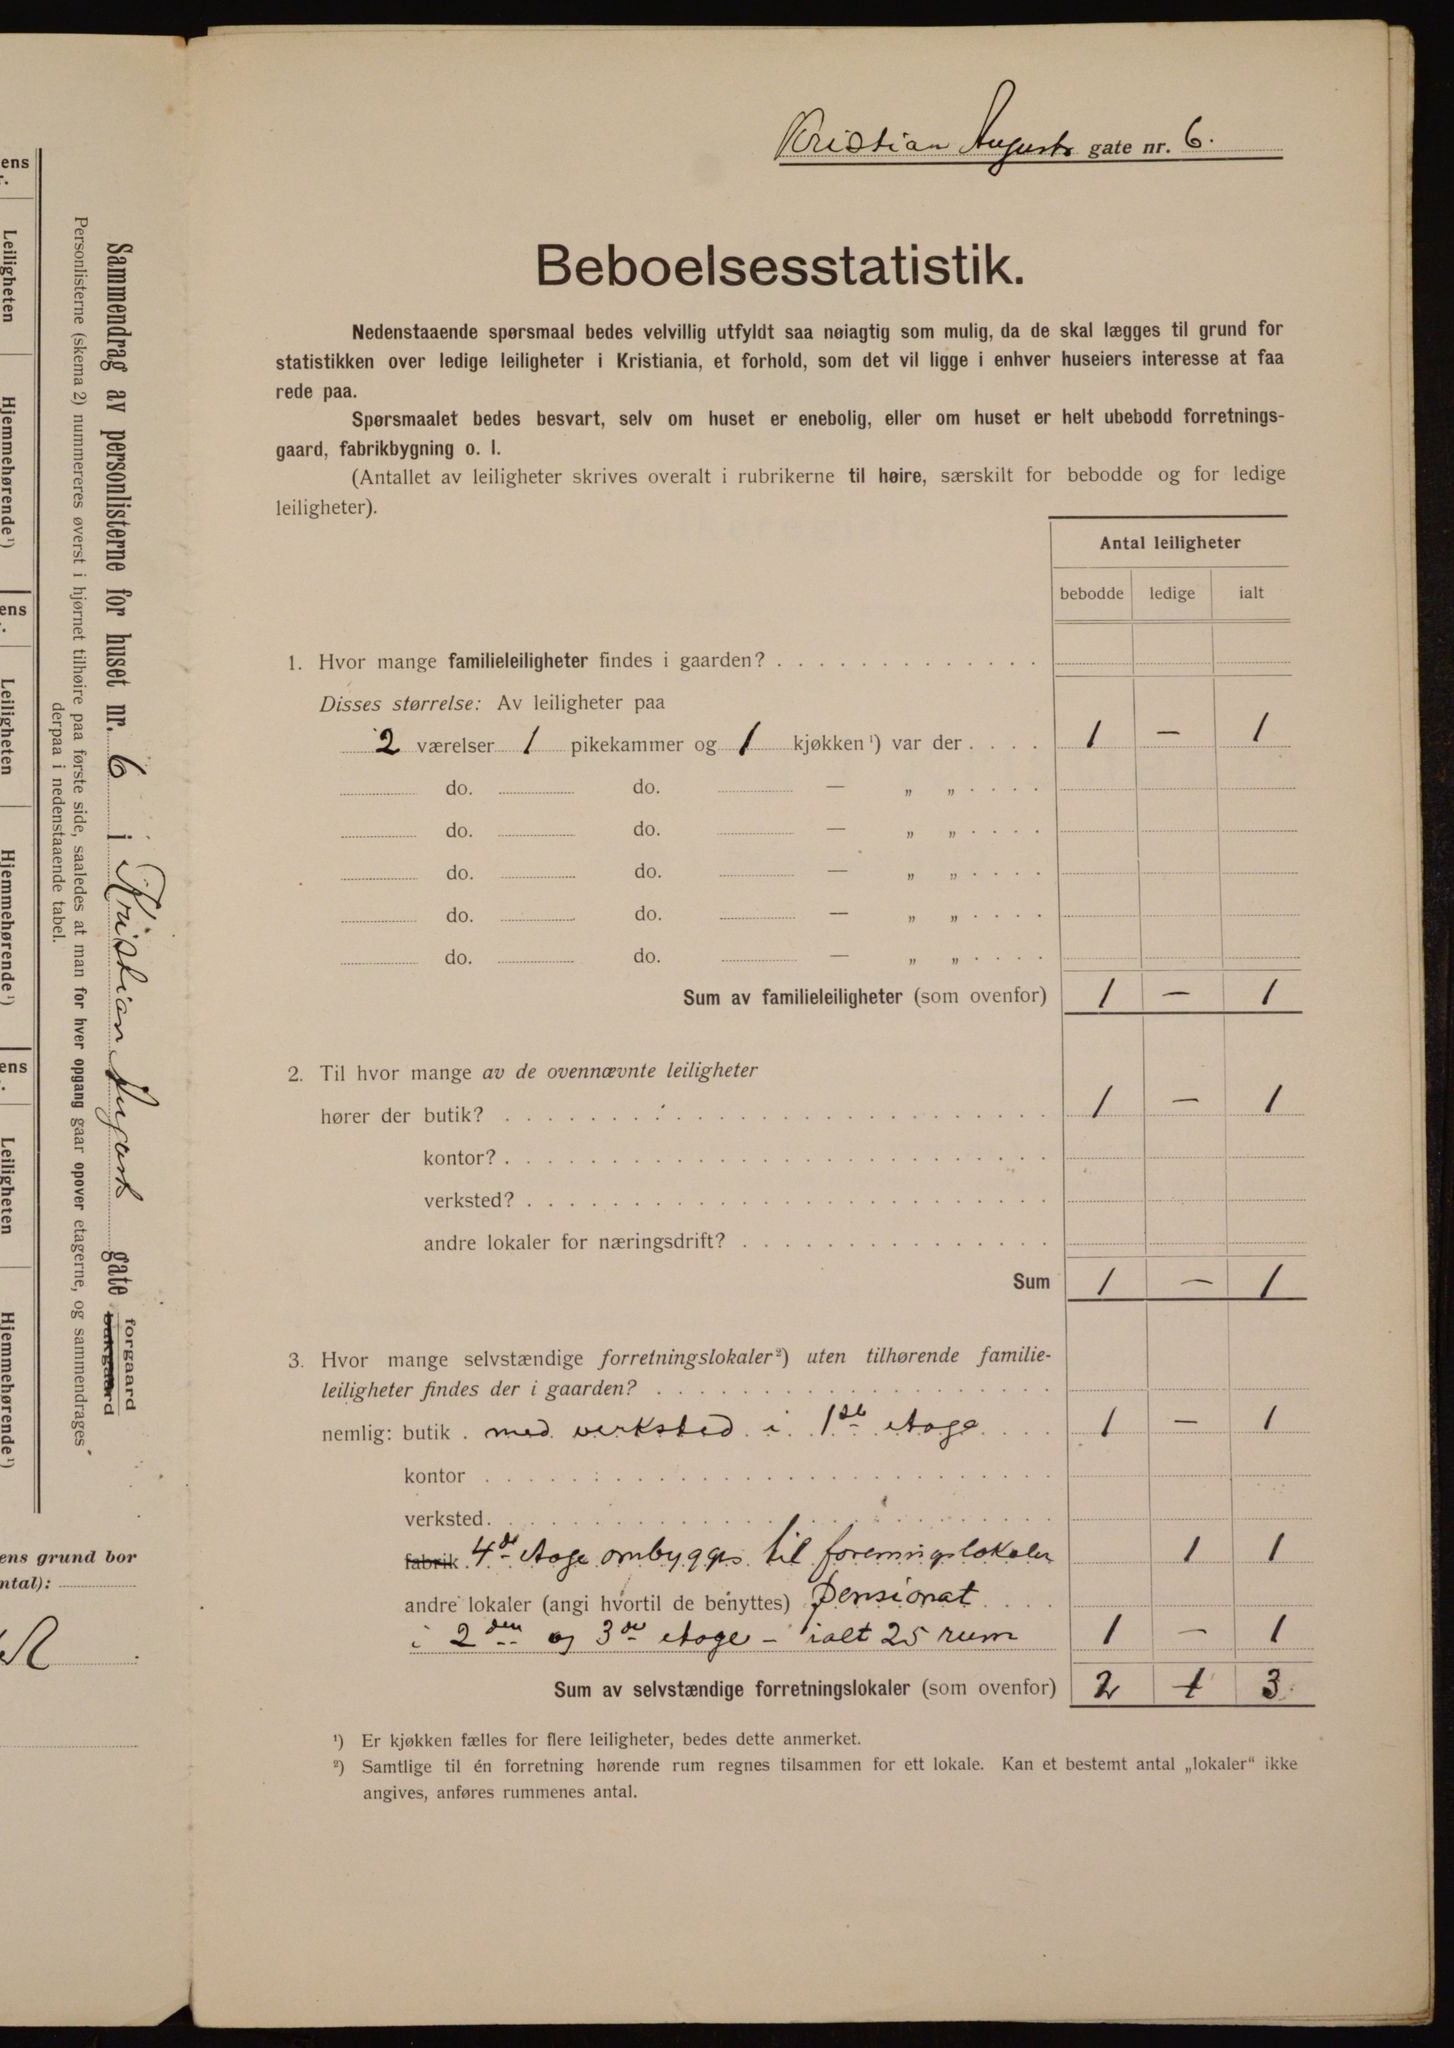 Kristian Augusts gate nr. 6.
Beboelsesstatistik.
Nedenstaaende spørsmaal bedes velvillig utfyldt saa nøiagtig som mulig, da de skal lægges til grund for
statistikken over ledige leiligheter i Kristiania, et forhold, som det vil ligge i enhver huseiers interesse at faa
rede paa.
Spørsmaalet bedes besvart, selv om huset er enebolig, eller om huset er helt ubebodd forretnings-
gaard, fabrikbygning o. l.
(Antallet av leiligheter skrives overalt i rubrikerne til høire, særskilt for bebodde og for ledige
leiligheter).
Antal leiligheter
bebodde ledige ialt
1. Hvor mange familieleiligheter findes i gaarden?
Disses størrelse: Av leiligheter paa
2 værelser 1 pikekammer og 1 kjøkken¹) var der 1 — 1
do. do. — „ „
do. do. — „ „
do. do. — „ „
do. do. — „ „
do. do. — „ „
Sum av familieleiligheter (som ovenfor) 1 — 1
2. Til hvor mange av de ovennævnte leiligheter
hører der butik? 1 — 1
kontor?
verksted?
andre lokaler for næringsdrift?
Sum 1 — 1
3. Hvor mange selvstændige forretningslokaler²) uten tilhørende familie-
leiligheter findes der i gaarden?
nemlig: butik . med verksted i 1ste etage 1 — 1
kontor
verksted
fabrik 4de etage ombygges til foreningslokaler 1 1
andre lokaler (angi hvortil de benyttes) Pensionat
i 2den og 3de etage – ialt 25 rum 1 — 1
Sum av selvstændige forretningslokaler (som ovenfor) 2 1 3
¹) Er kjøkken fælles for flere leiligheter, bedes dette anmerket.
²) Samtlige til én forretning hørende rum regnes tilsammen for ett lokale. Kan et bestemt antal „lokaler“ ikke
angives, anføres rummenes antal.
Sammendrag av personlisterne for huset nr. 6 i Kristian August gate forgaard
bakgaard
Personlisterne (skema 2) nummereres øverst i hjørnet tilhøire paa første side, saaledes at man for hver opgang gaar opover etagerne, og sammendrages
derpaa i nedenstaaende tabel.
ens
Leiligheten
Hjemmehørende¹)
ens
Leiligheten
Hjemmehørende¹)
ens
Leiligheten
Hjemmehørende¹)
ens grund bor
ntal):